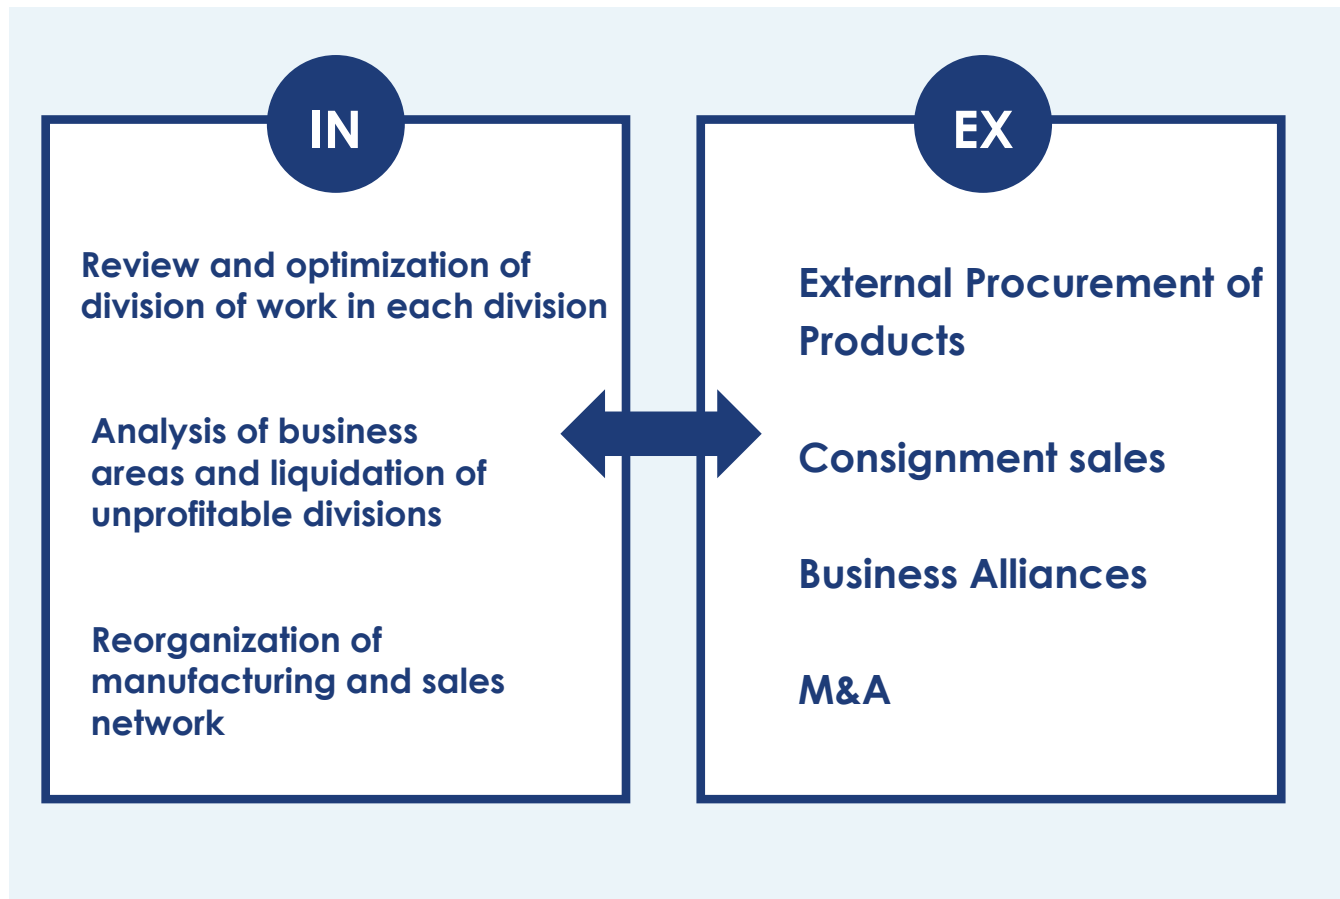 IN
Review and optimization of
division of work in each division
Analysis of business
areas and liquidation of
unprofitable divisions
Reorganization of
manufacturing and sales
network
EX
External Procurement of
Products
Consignment sales
Business Alliances
M&A